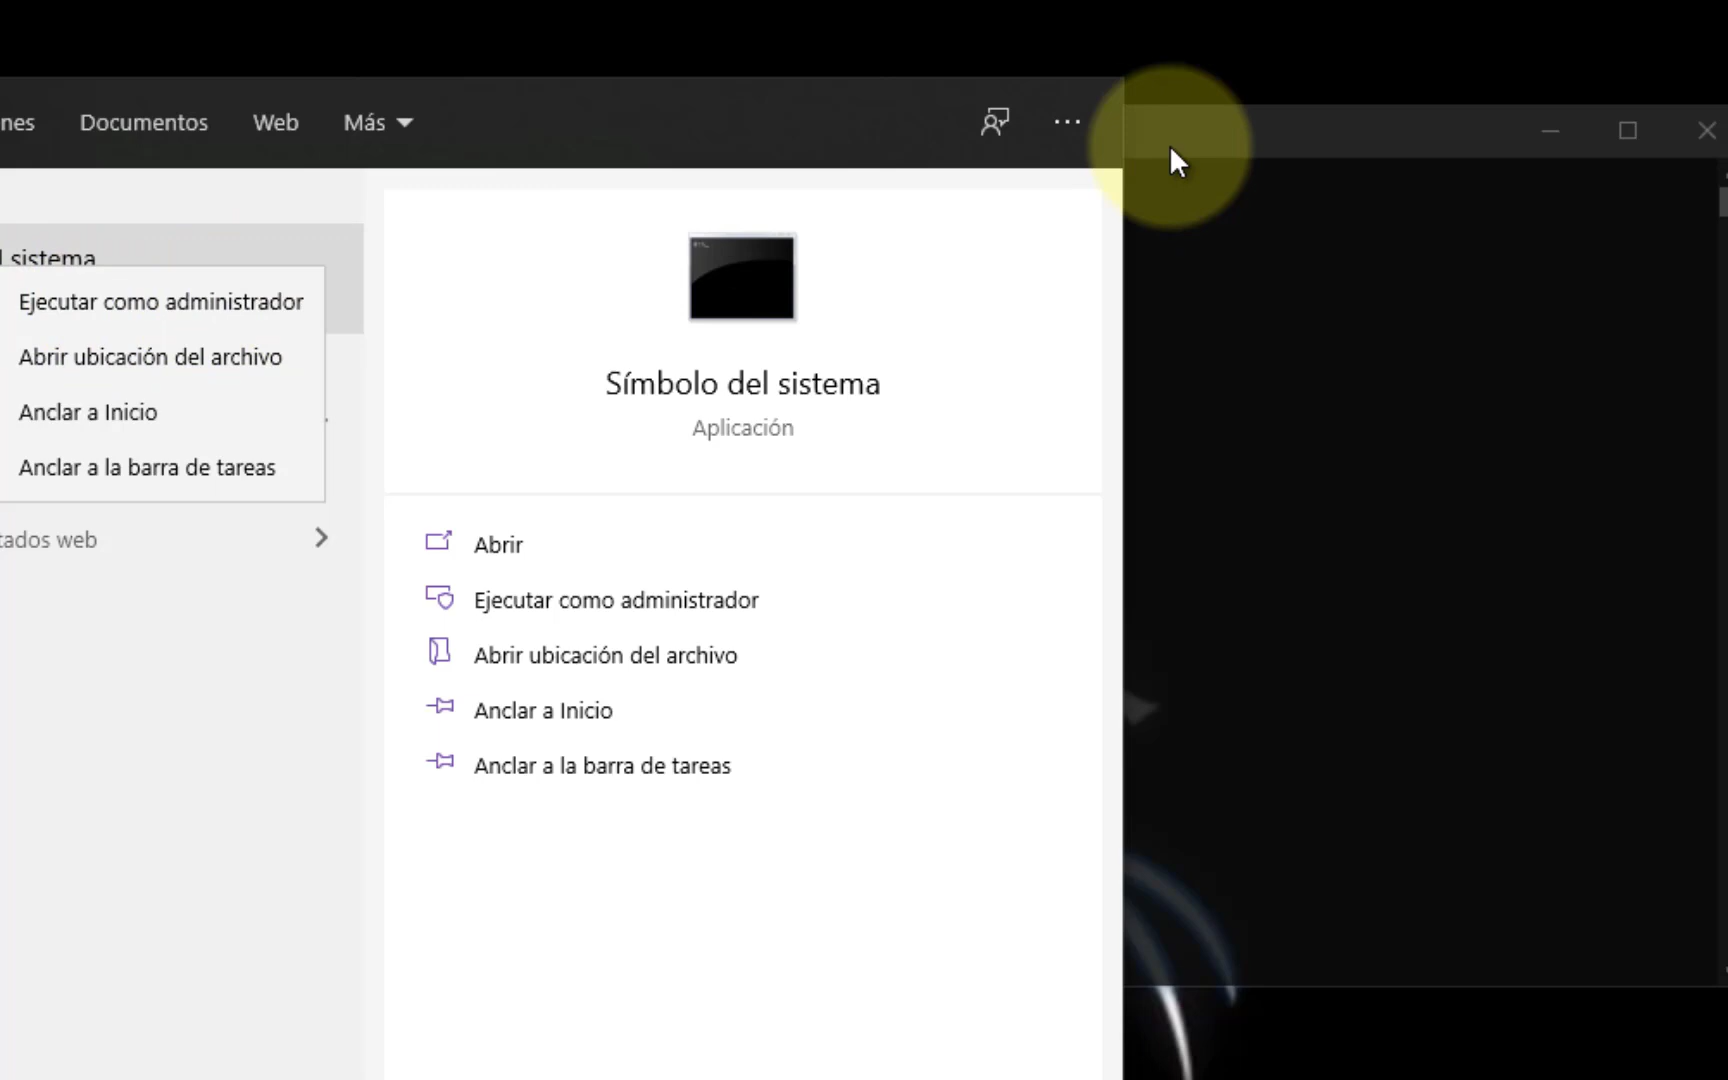 nes Documentos Web Más
l sistema
Ejecutar como administrador
Abrir ubicación del archivo
Anclar a Inicio
Anclar a la barra de tareas
tados web
Símbolo del sistema
Aplicación
Abrir
Ejecutar como administrador
Abrir ubicación del archivo
Anclar a Inicio
Anclar a la barra de tareas